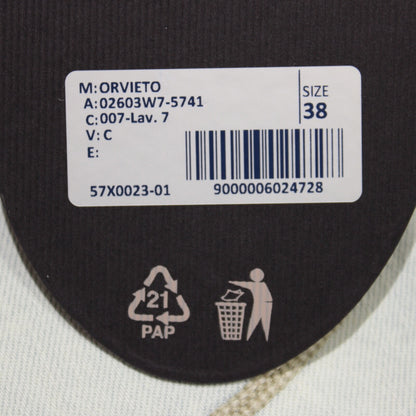 M: ORVIETO
A: 02603W7-5741
C: 007-Lav. 7
V: C
E:
SIZE
38
57X0023-01
9000006024728
21
PAP